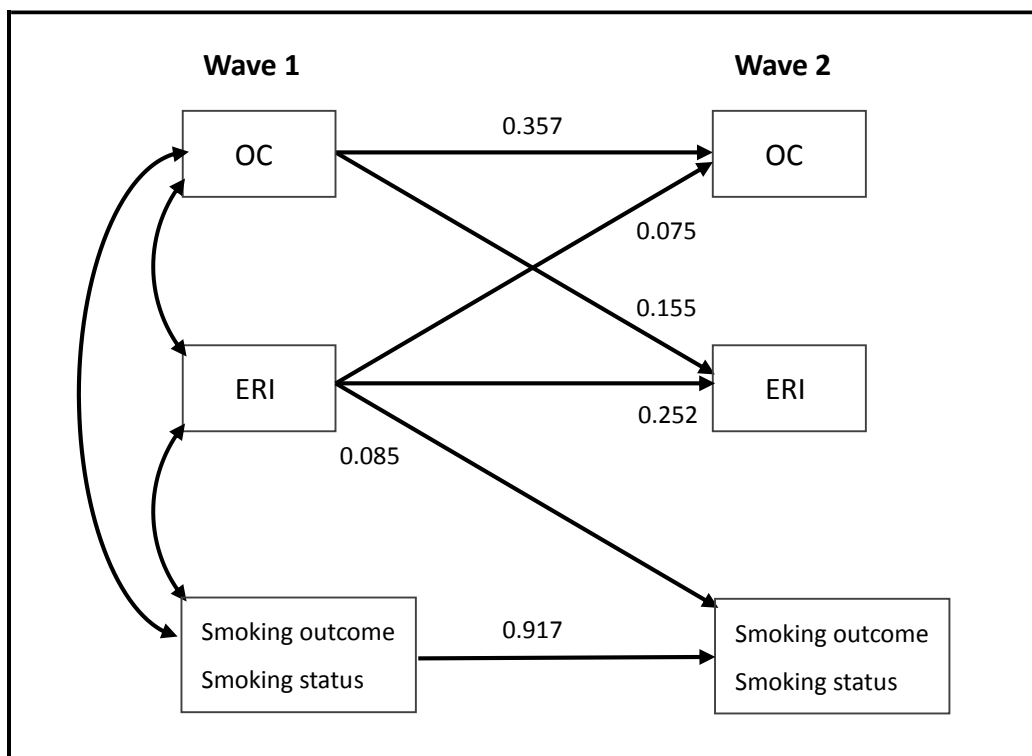 Wave 1
Wave 2
0.357
OC
OC
0.075
0.155
ERI
ERI
0.252
0.085
Smoking outcome
Smoking status
0.917
Smoking outcome
Smoking status